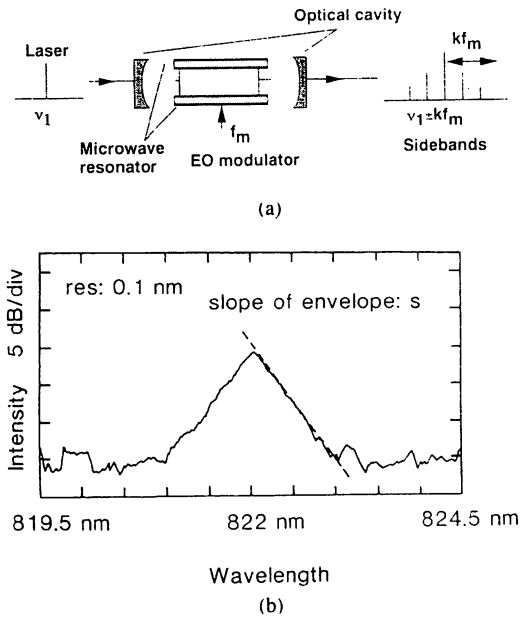 Optical cavity
Laser
kfm
ν1
fm
ν1±kfm
Microwave
resonator
EO modulator
Sidebands
(a)
res: 0.1 nm
slope of envelope: s
Intensity 5 dB/div
819.5 nm
822 nm
824.5 nm
Wavelength
(b)